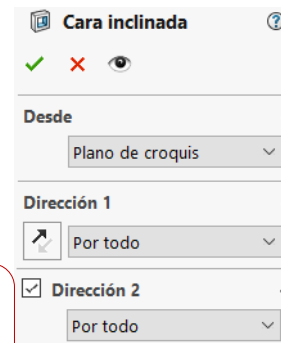 Cara inclinada
Desde
Plano de croquis
Dirección 1
Por todo
Dirección 2
Por todo